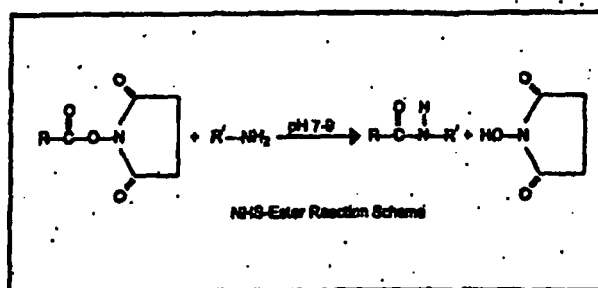 O O
O H
R–C–O–N + R'–NH₂ pH 7-9 R–C–N–R' + HO–N
O O
NHS-Ester Reaction Scheme